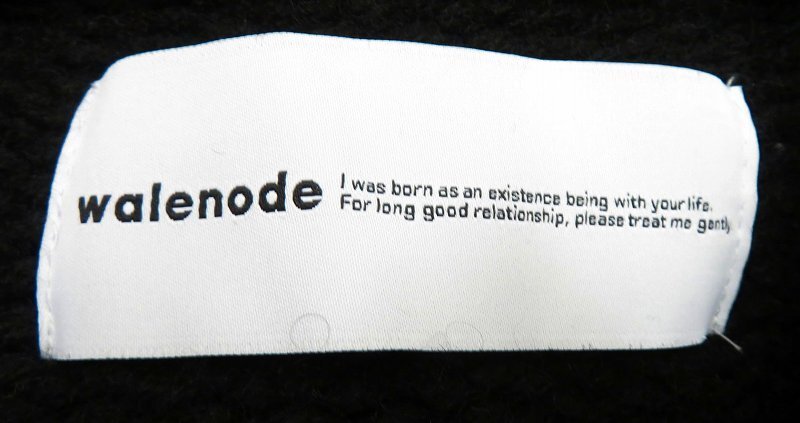 walenode
I was born as an existence being with your life.
For long good relationship, please treat me gently